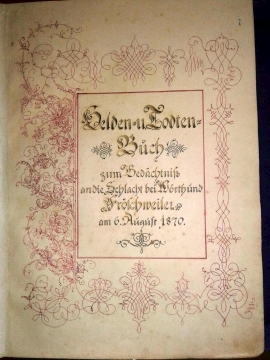 Helden-u. Todten-
Buch
zum Gedächtniß
an die Schlacht bei Wörth und
Fröschweiler
am 6. August 1870.